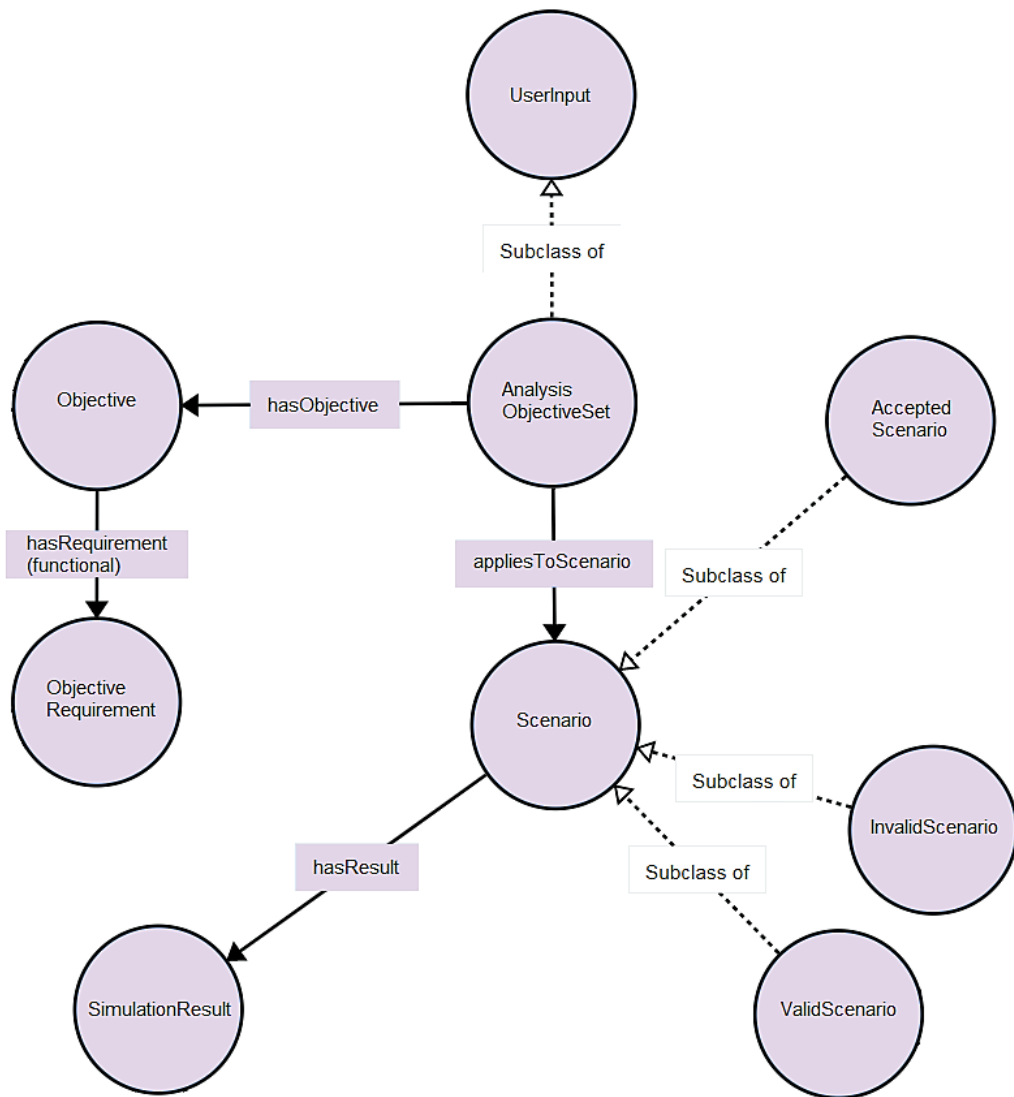 UserInput
Subclass of
Objective
hasObjective
Analysis
ObjectiveSet
Accepted
Scenario
hasRequirement
(functional)
appliesToScenario
Subclass of
Objective
Requirement
Scenario
Subclass of
InvalidScenario
hasResult
Subclass of
SimulationResult
ValidScenario